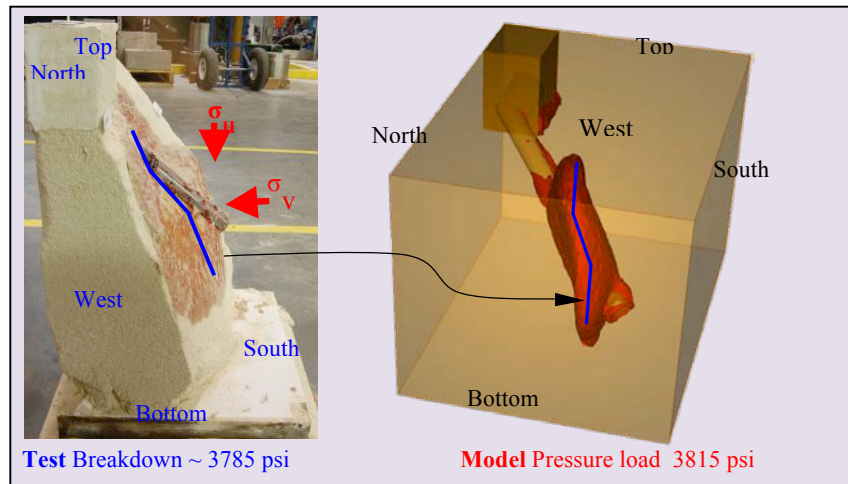 Top
North
σH
σV
West
South
Bottom
Test Breakdown ~ 3785 psi
Top
North
West
South
Bottom
Model Pressure load 3815 psi